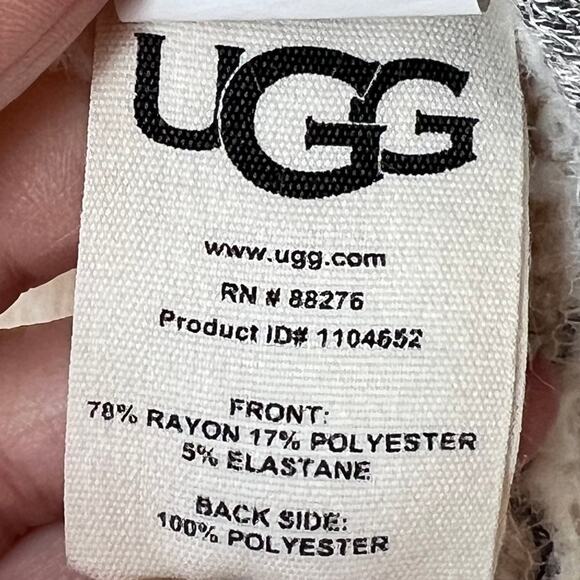 UGG
www.ugg.com
RN # 88276
Product ID# 1104652
FRONT:
78% RAYON 17% POLYESTER
5% ELASTANE
BACK SIDE:
100% POLYESTER